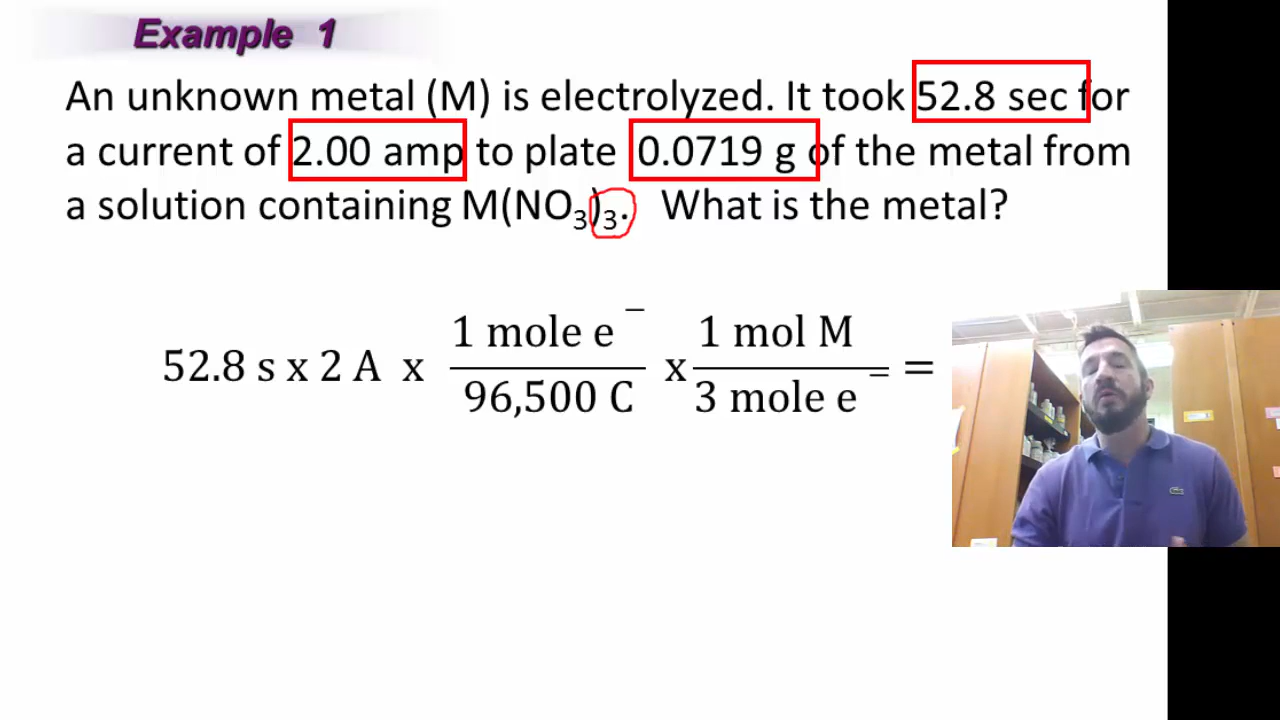 Example 1
An unknown metal (M) is electrolyzed. It took 52.8 sec for
a current of 2.00 amp to plate 0.0719 g of the metal from
a solution containing M(NO₃)₃. What is the metal?
52.8 s x 2 A x 1 mole e⁻ / 96,500 C x 1 mol M / 3 mole e⁻ =